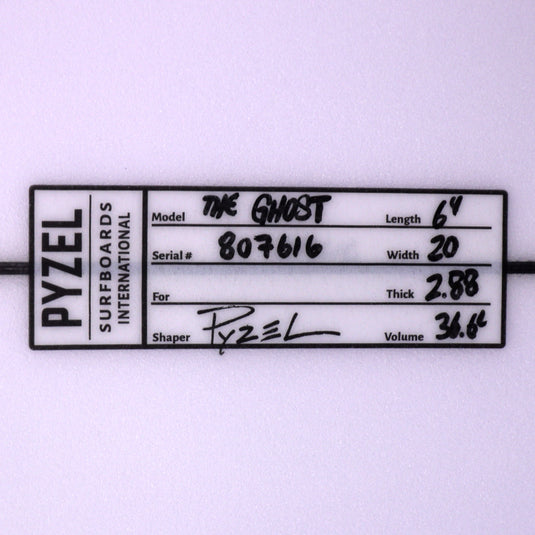 PYZEL
SURFBOARDS
INTERNATIONAL
Model THE GHOST Length 6'4
Serial # 807616 Width 20
For Thick 2.88
Shaper PYZEL Volume 36.6L